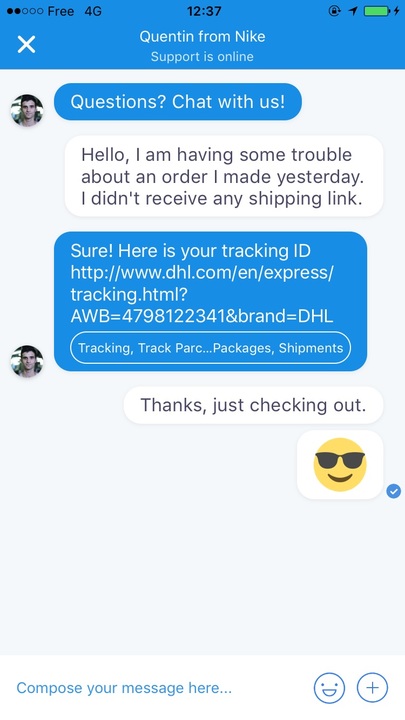 Free 4G 12:37
Quentin from Nike
Support is online
Questions? Chat with us!
Hello, I am having some trouble
about an order I made yesterday.
I didn't receive any shipping link.
Sure! Here is your tracking ID
http://www.dhl.com/en/express/
tracking.html?
AWB=4798122341&brand=DHL
Tracking, Track Parc...Packages, Shipments
Thanks, just checking out.
Compose your message here...